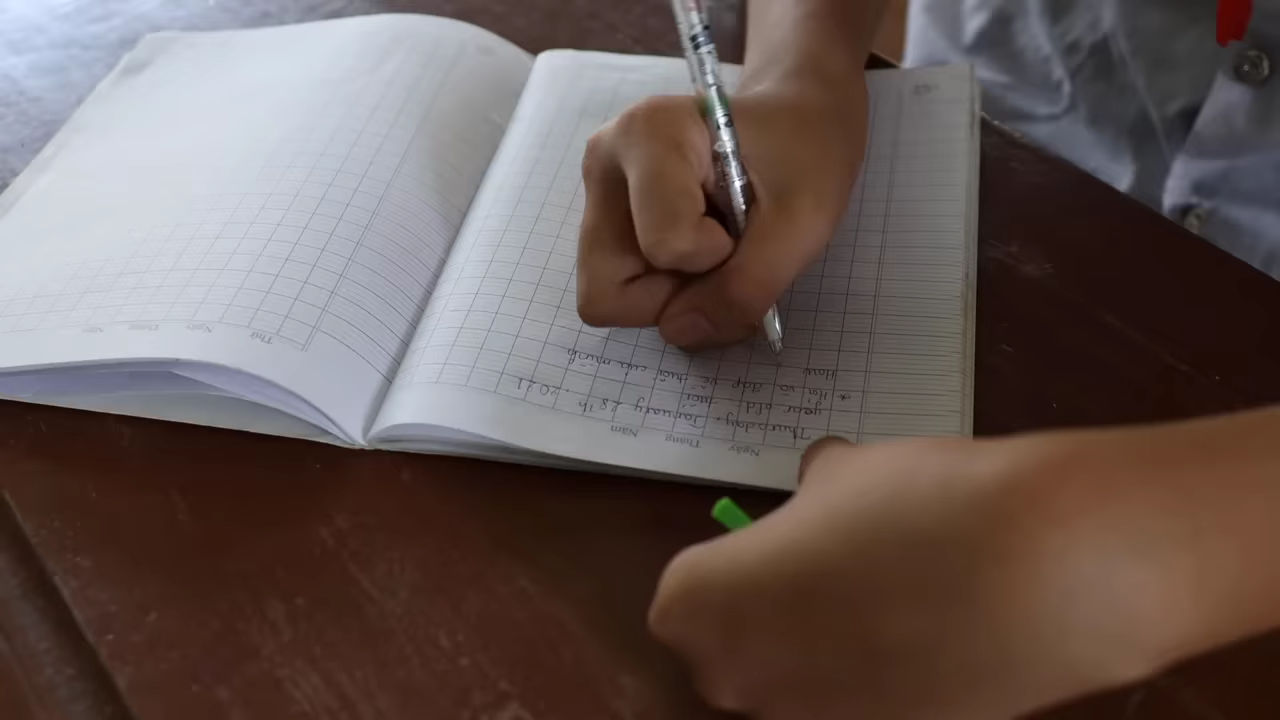 Ngày Tháng Năm
Thursday, January 28th, 2021
year old tuổi
* Hỏi và đáp về tuổi của mình
How
Thứ Ngày Tháng Năm